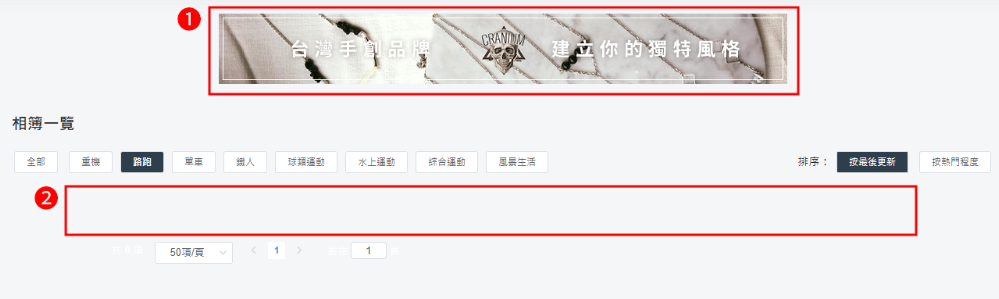 1
台灣手創品牌 CRANIUM 建立你的獨特風格
相簿一覽
全部 重機 路跑 單車 鐵人 球類運動 水上運動 綜合運動 風景生活 排序： 按最後更新 按熱門程度
2
50項/頁 1 前往 1 頁